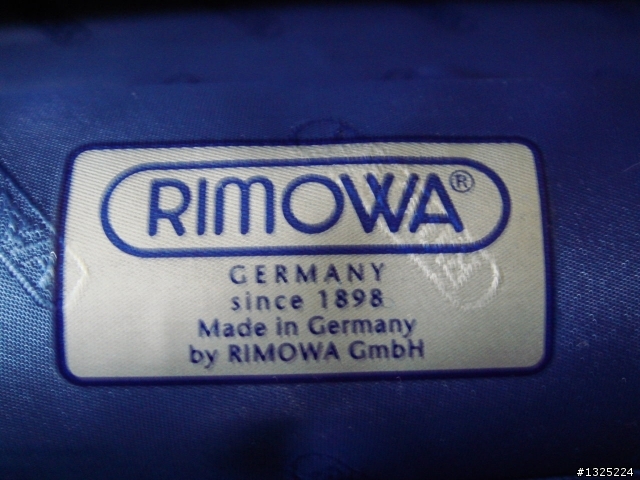 RIMOWA®
GERMANY
since 1898
Made in Germany
by RIMOWA GmbH
#1325224